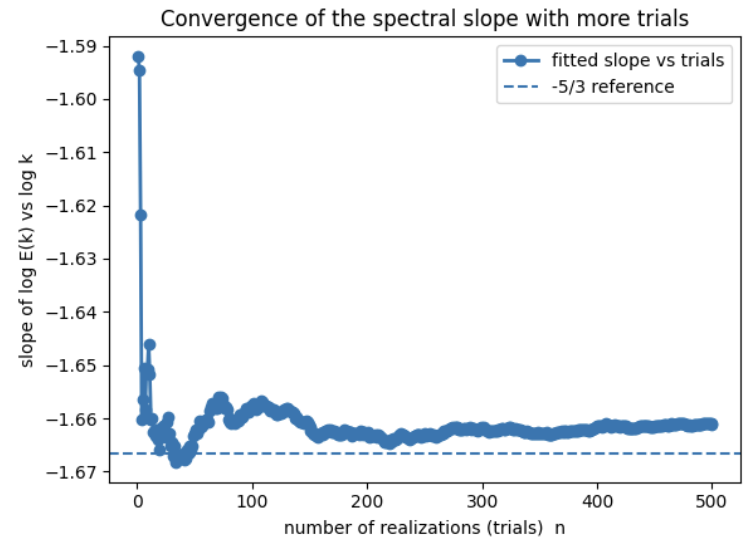 Convergence of the spectral slope with more trials
−1.59
−1.60
−1.61
−1.62
−1.63
−1.64
−1.65
−1.66
−1.67
slope of log E(k) vs log k
fitted slope vs trials
-5/3 reference
0 100 200 300 400 500
number of realizations (trials) n